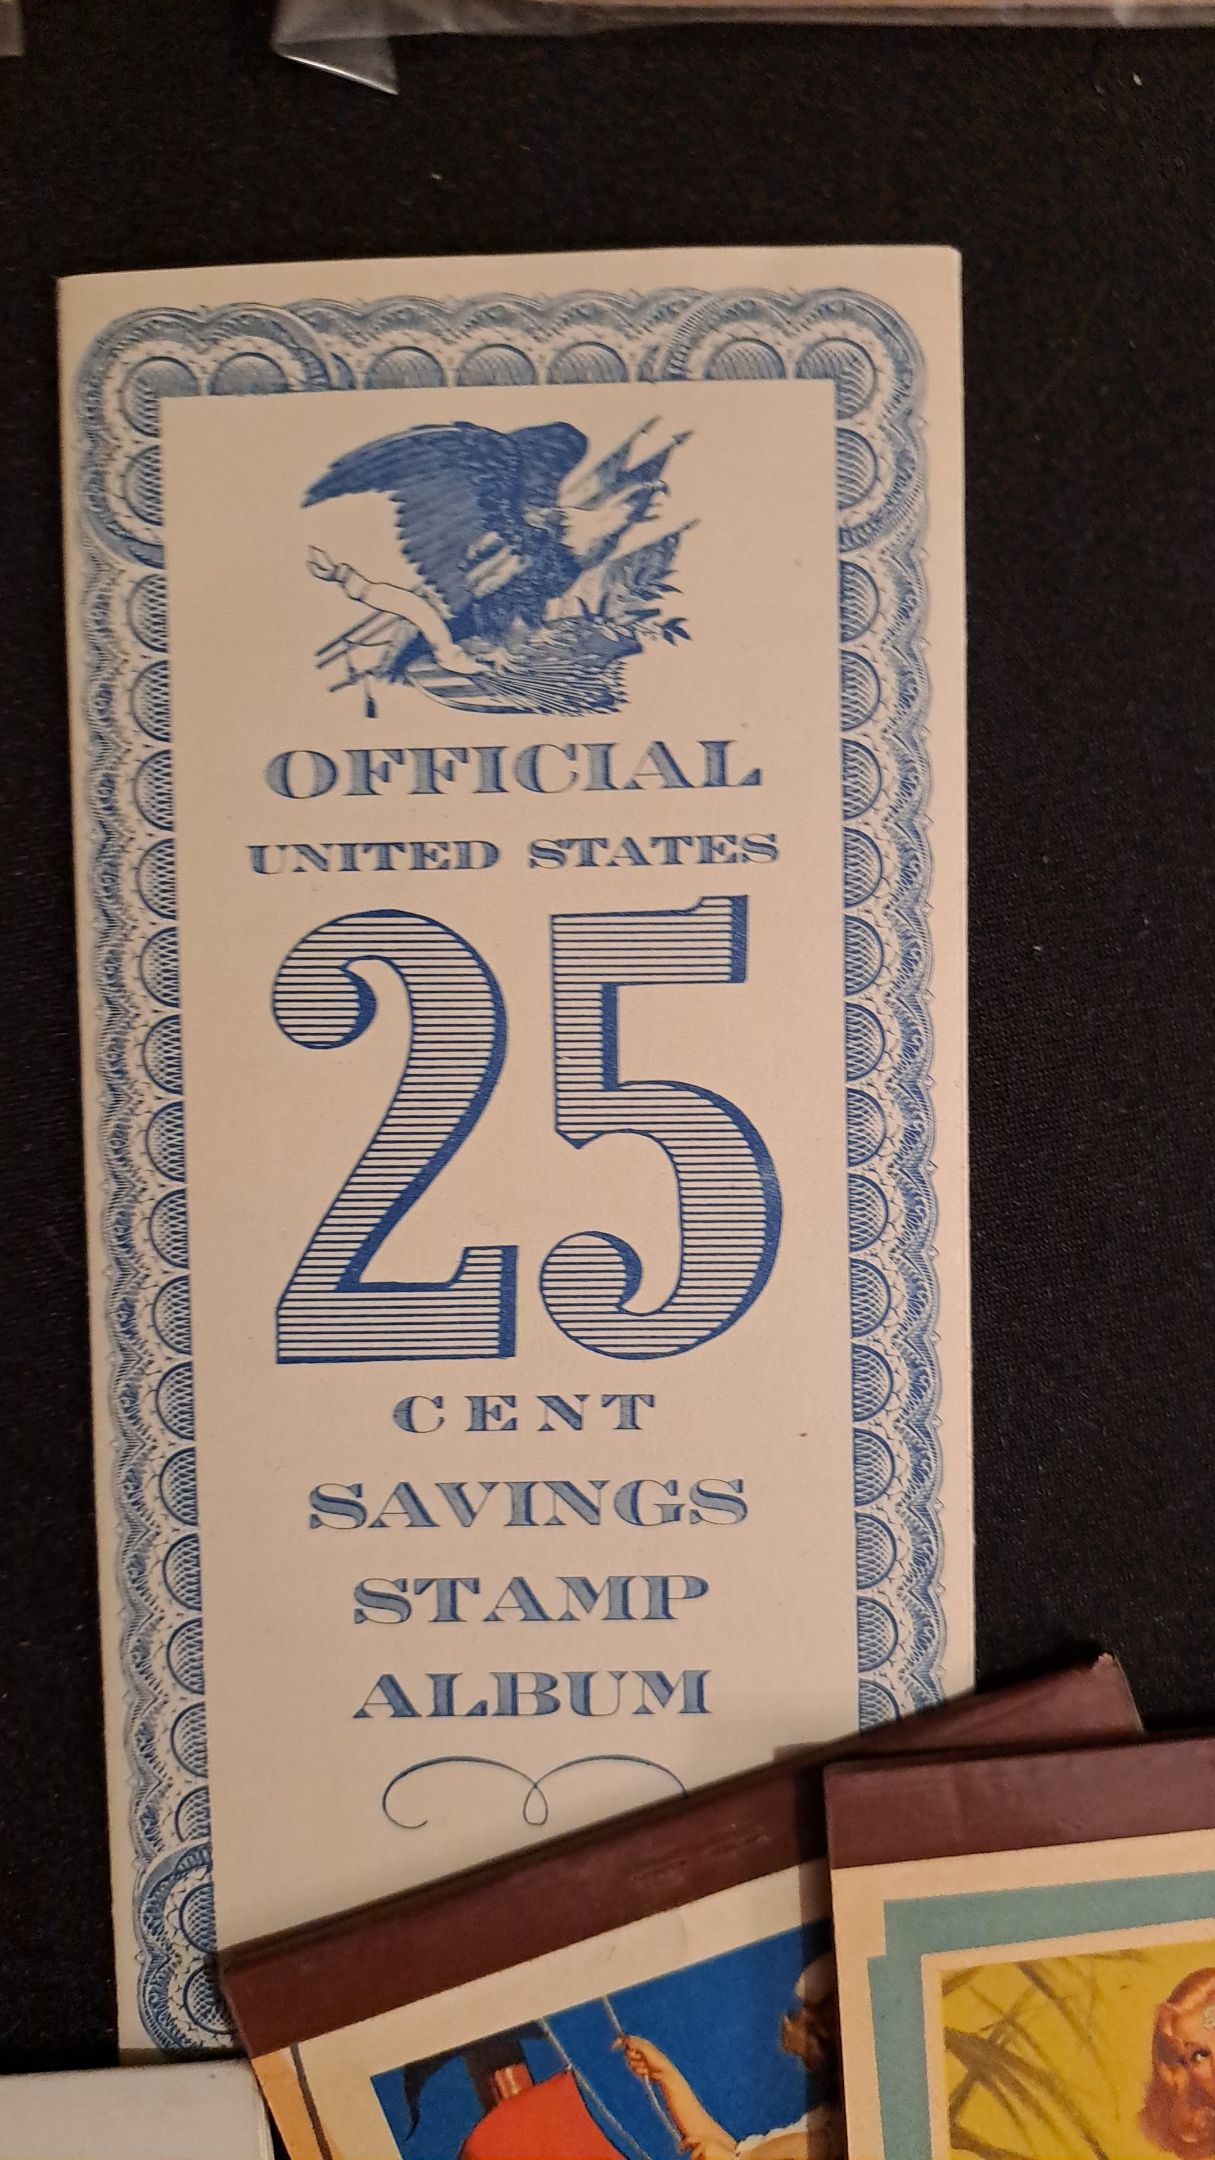 OFFICIAL
UNITED STATES
25
CENT
SAVINGS
STAMP
ALBUM